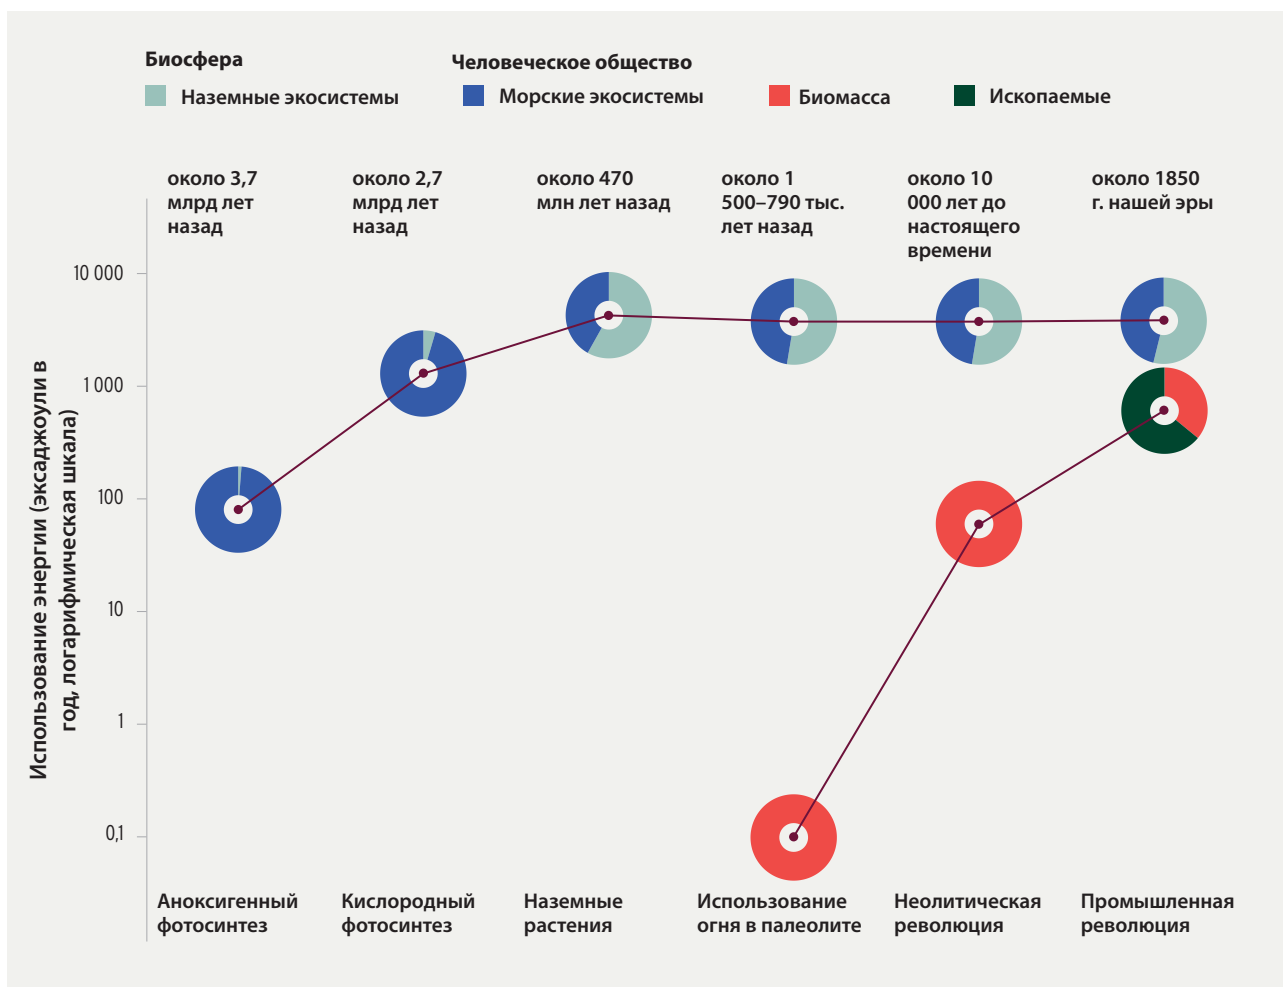 Биосфера
Человеческое общество
Наземные экосистемы
Морские экосистемы
Биомасса
Ископаемые
около 3,7
млрд лет
назад
около 2,7
млрд лет
назад
около 470
млн лет назад
около 1
500–790 тыс.
лет назад
около 10
000 лет до
настоящего
времени
около 1850
г. нашей эры
Использование энергии (эксаджоули в
год, логарифмическая шкала)
10 000
1 000
100
10
1
0,1
Аноксигенный
фотосинтез
Кислородный
фотосинтез
Наземные
растения
Использование
огня в палеолите
Неолитическая
революция
Промышленная
революция